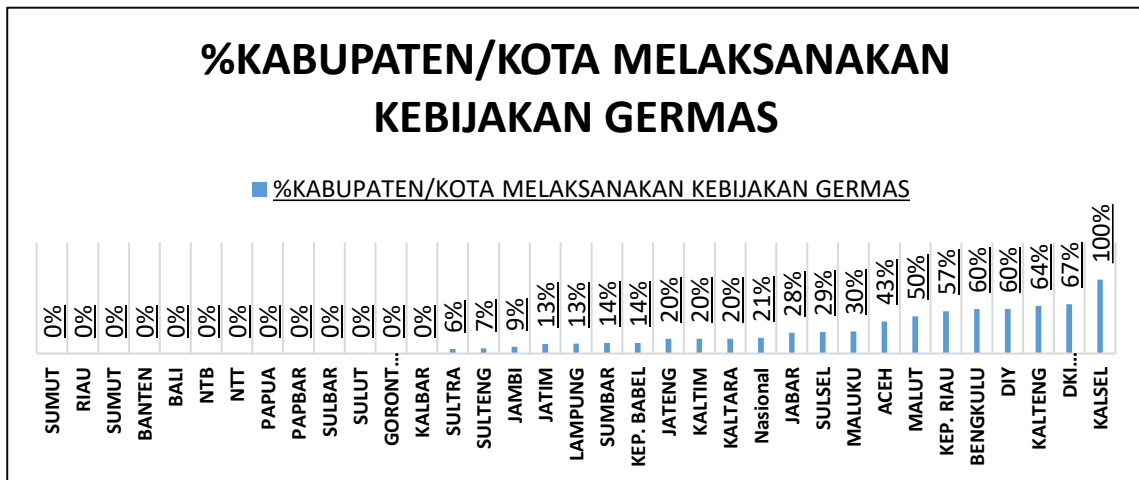 %KABUPATEN/KOTA MELAKSANAKAN
KEBIJAKAN GERMAS
%KABUPATEN/KOTA MELAKSANAKAN KEBIJAKAN GERMAS
0%
0%
0%
0%
0%
0%
0%
0%
0%
0%
0%
0%
0%
6%
7%
9%
13%
13%
14%
14%
20%
20%
20%
21%
28%
29%
30%
43%
50%
57%
60%
60%
64%
67%
100%
SUMUT
RIAU
SUMUT
BANTEN
BALI
NTB
NTT
PAPUA
PAPBAR
SULBAR
SULUT
GORONT…
KALBAR
SULTRA
SULTENG
JAMBI
JATIM
LAMPUNG
SUMBAR
KEP. BABEL
JATENG
KALTIM
KALTARA
Nasional
JABAR
SULSEL
MALUKU
ACEH
MALUT
KEP. RIAU
BENGKULU
DIY
KALTENG
DKI…
KALSEL